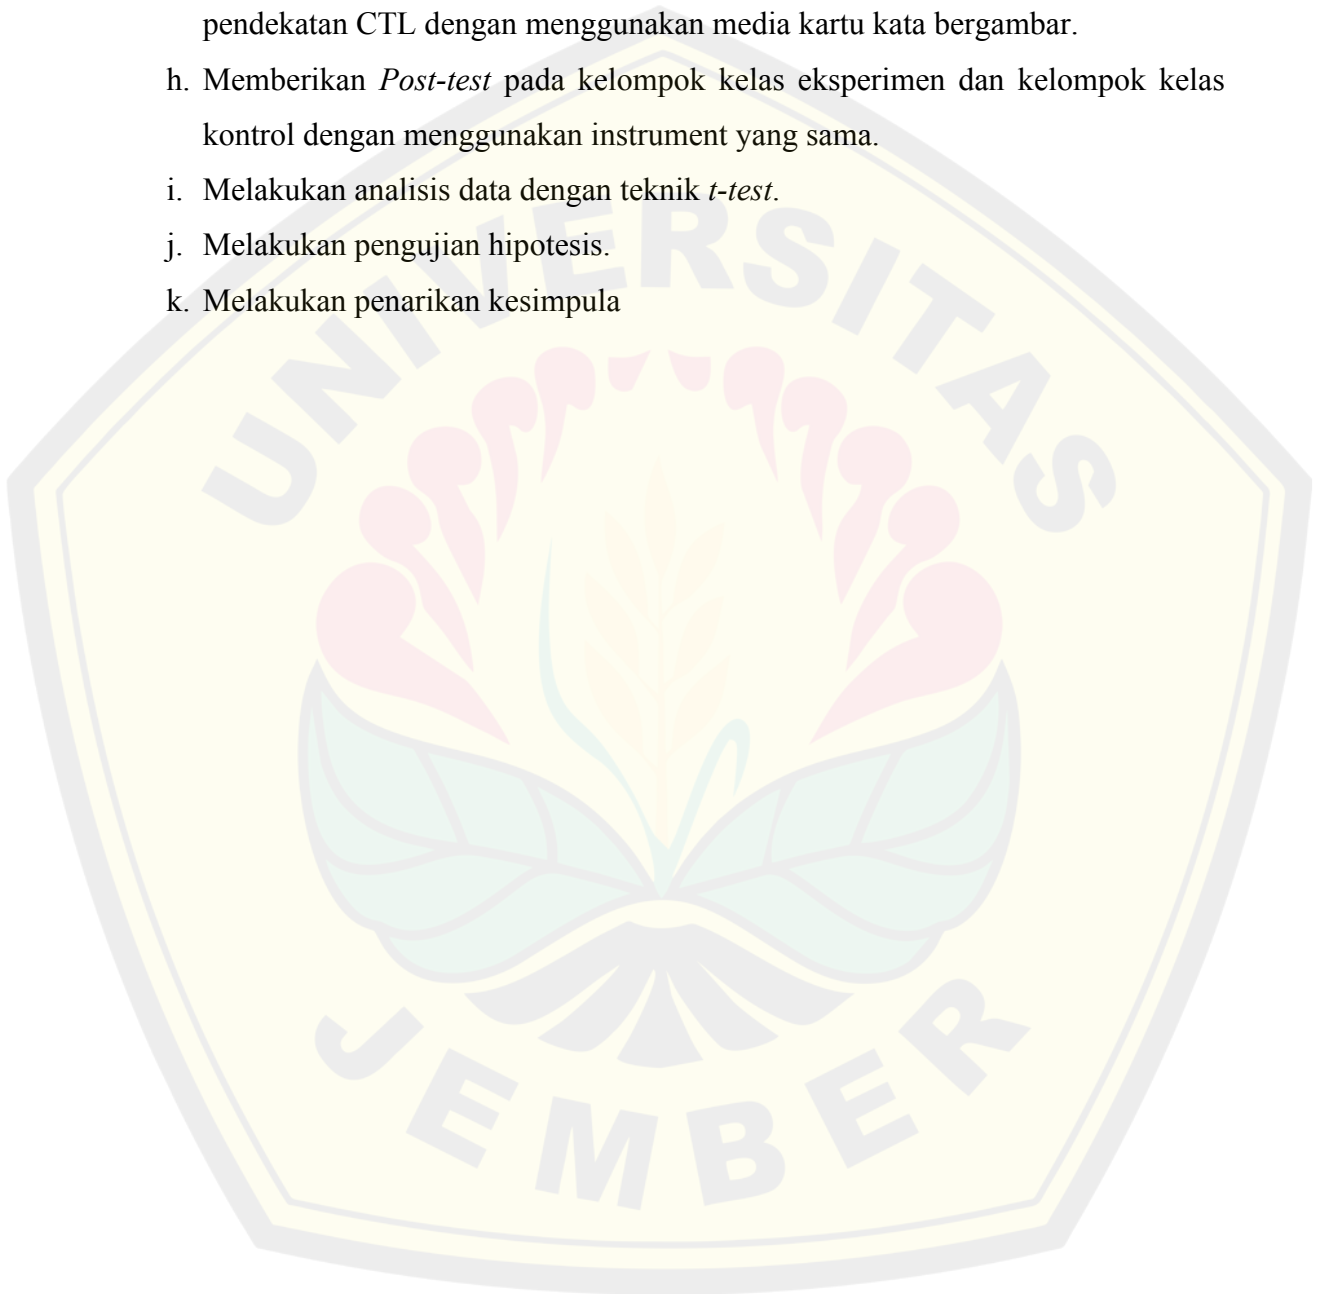 pendekatan CTL dengan menggunakan media kartu kata bergambar.
h. Memberikan Post-test pada kelompok kelas eksperimen dan kelompok kelas
kontrol dengan menggunakan instrument yang sama.
i. Melakukan analisis data dengan teknik t-test.
j. Melakukan pengujian hipotesis.
k. Melakukan penarikan kesimpula
UNIVERSITAS
JEMBER